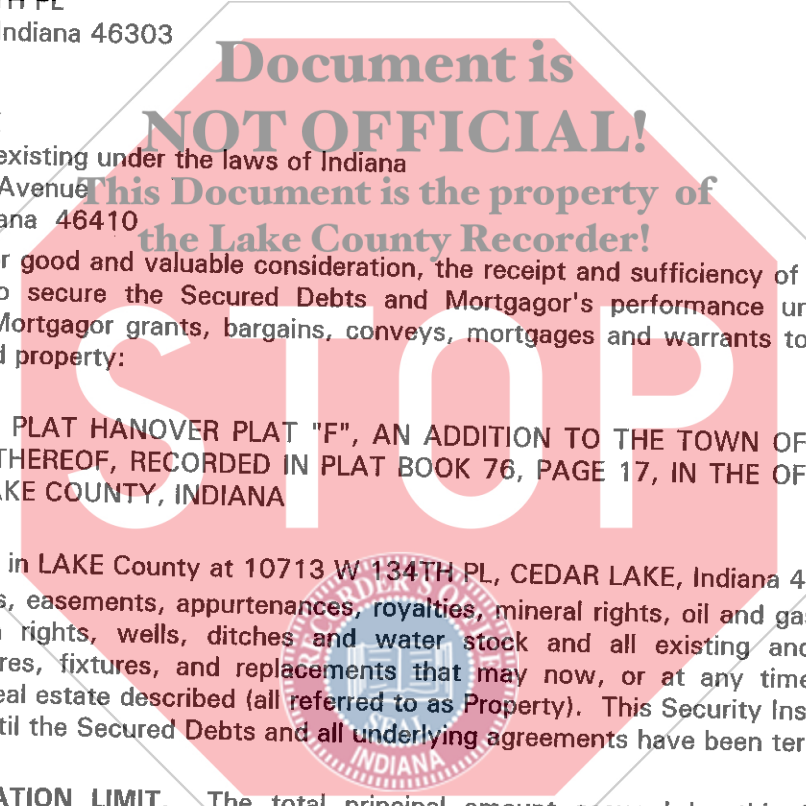 TH PL
Indiana 46303
Document is
NOT OFFICIAL!
existing under the laws of Indiana
Avenue
This Document is the property of
ana 46410
the Lake County Recorder!
r good and valuable consideration, the receipt and sufficiency of
o secure the Secured Debts and Mortgagor's performance un
Mortgagor grants, bargains, conveys, mortgages and warrants to
d property:
STOP
PLAT HANOVER PLAT "F", AN ADDITION TO THE TOWN OF
THEREOF, RECORDED IN PLAT BOOK 76, PAGE 17, IN THE OF
AKE COUNTY, INDIANA
in LAKE County at 10713 W 134TH PL, CEDAR LAKE, Indiana 4
s, easements, appurtenances, royalties, mineral rights, oil and ga
rights, wells, ditches and water stock and all existing and
res, fixtures, and replacements that may now, or at any time
eal estate described (all referred to as Property). This Security Ins
til the Secured Debts and all underlying agreements have been ter
SEAL
INDIANA
ATION LIMIT. The total principal amount